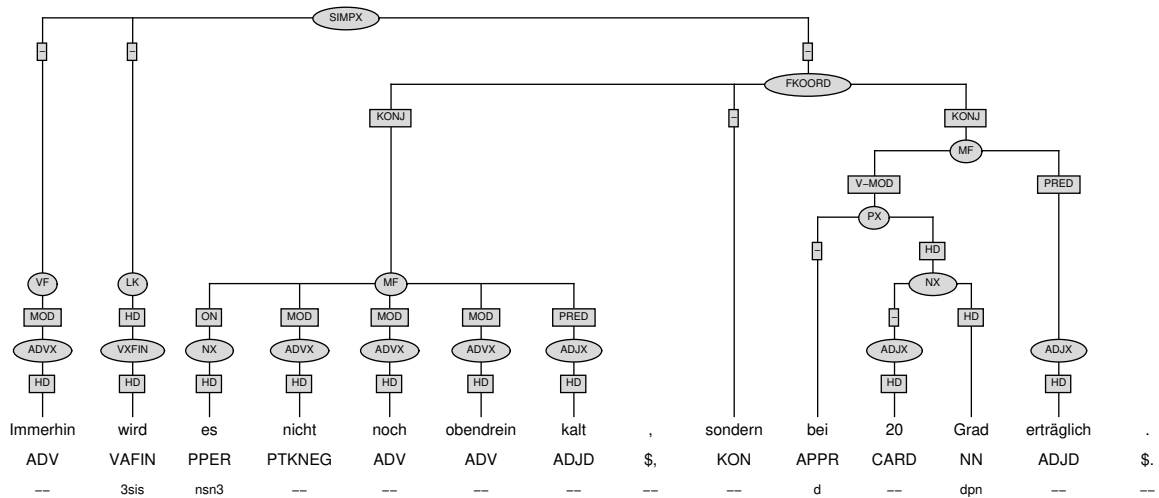 SIMPX
– – –
FKOORD
KONJ – KONJ
MF
V–MOD PRED
PX
– HD
VF LK MF NX
MOD HD ON MOD MOD MOD PRED – HD
ADVX VXFIN NX ADVX ADVX ADVX ADJX ADJX ADJX
HD HD HD HD HD HD HD HD HD
Immerhin wird es nicht noch obendrein kalt , sondern bei 20 Grad erträglich .
ADV VAFIN PPER PTKNEG ADV ADV ADJD $, KON APPR CARD NN ADJD $.
−− 3sis nsn3 −− −− −− −− −− −− d −− dpn −− −−